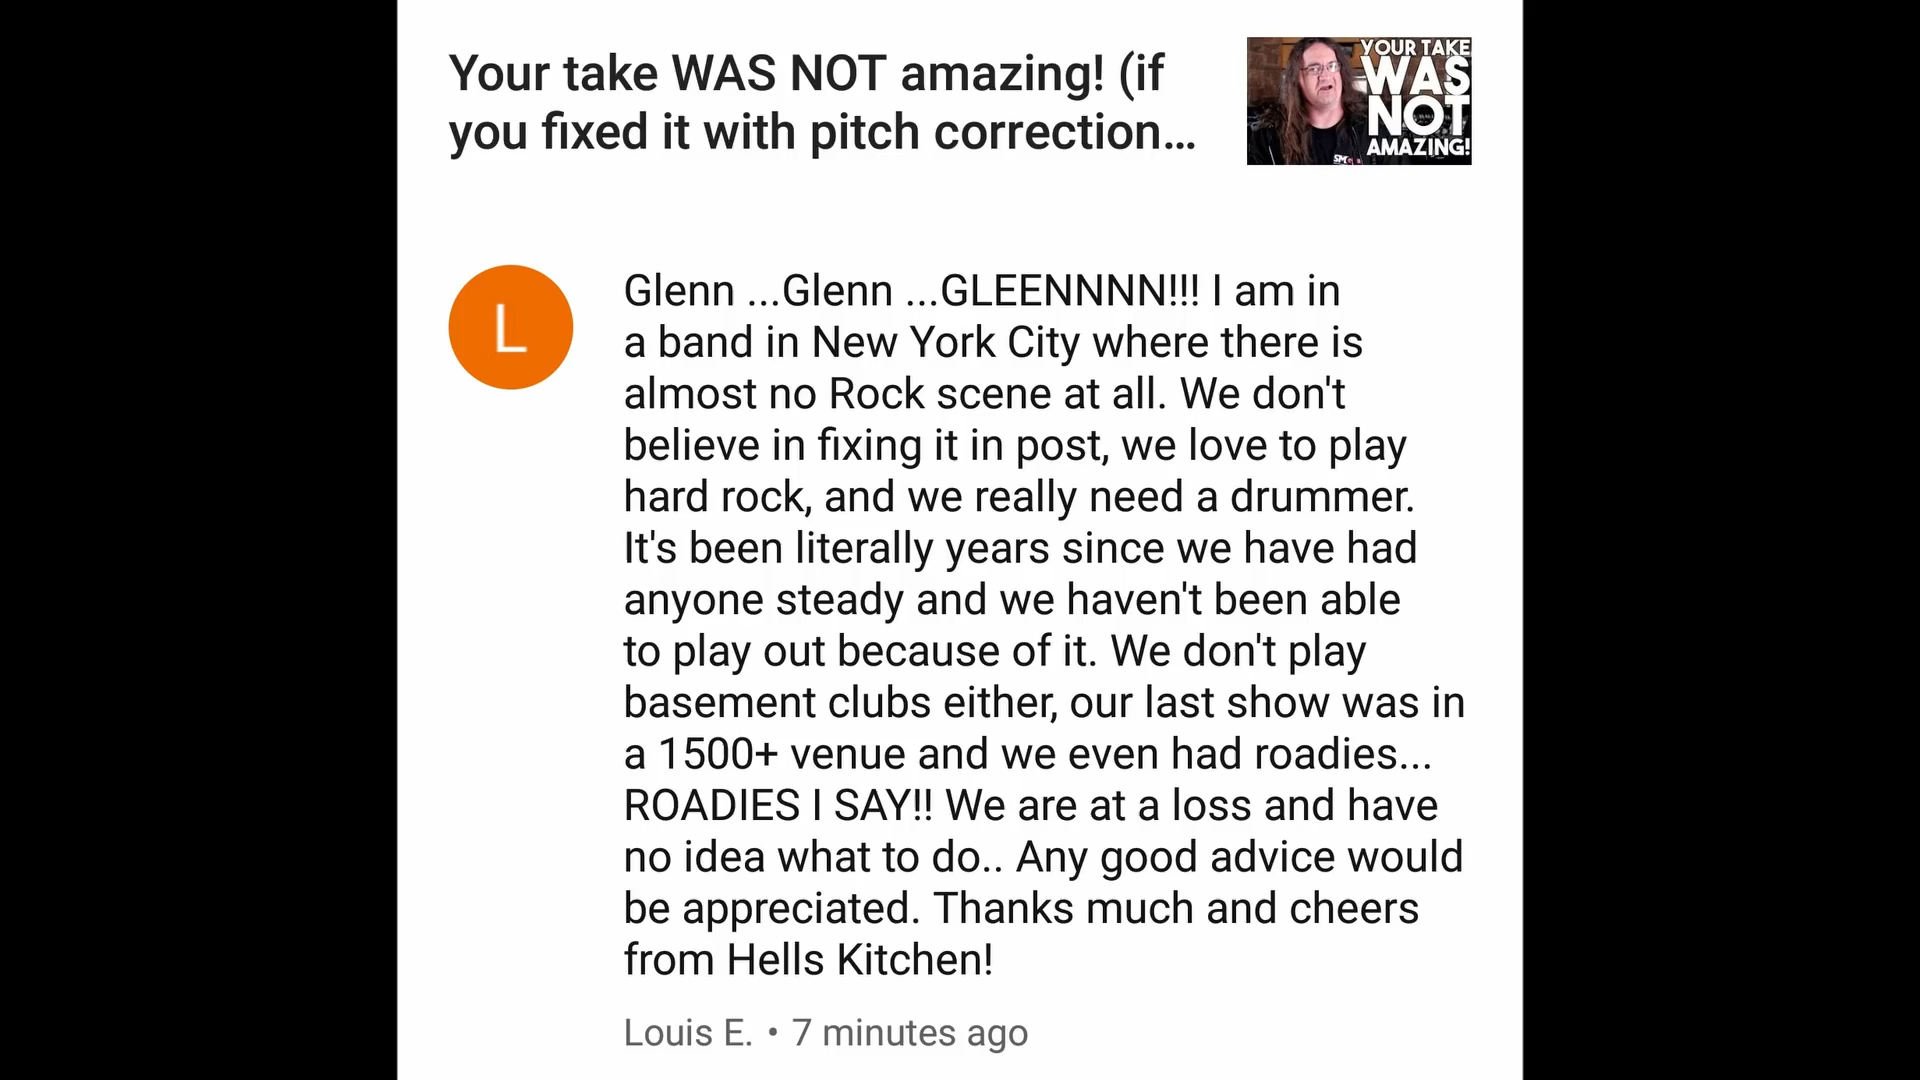 Your take WAS NOT amazing! (if
you fixed it with pitch correction...
YOUR TAKE
WAS
NOT
AMAZING!
L
Glenn ...Glenn ...GLEENNNN!!! I am in
a band in New York City where there is
almost no Rock scene at all. We don't
believe in fixing it in post, we love to play
hard rock, and we really need a drummer.
It's been literally years since we have had
anyone steady and we haven't been able
to play out because of it. We don't play
basement clubs either, our last show was in
a 1500+ venue and we even had roadies...
ROADIES I SAY!! We are at a loss and have
no idea what to do.. Any good advice would
be appreciated. Thanks much and cheers
from Hells Kitchen!
Louis E. • 7 minutes ago